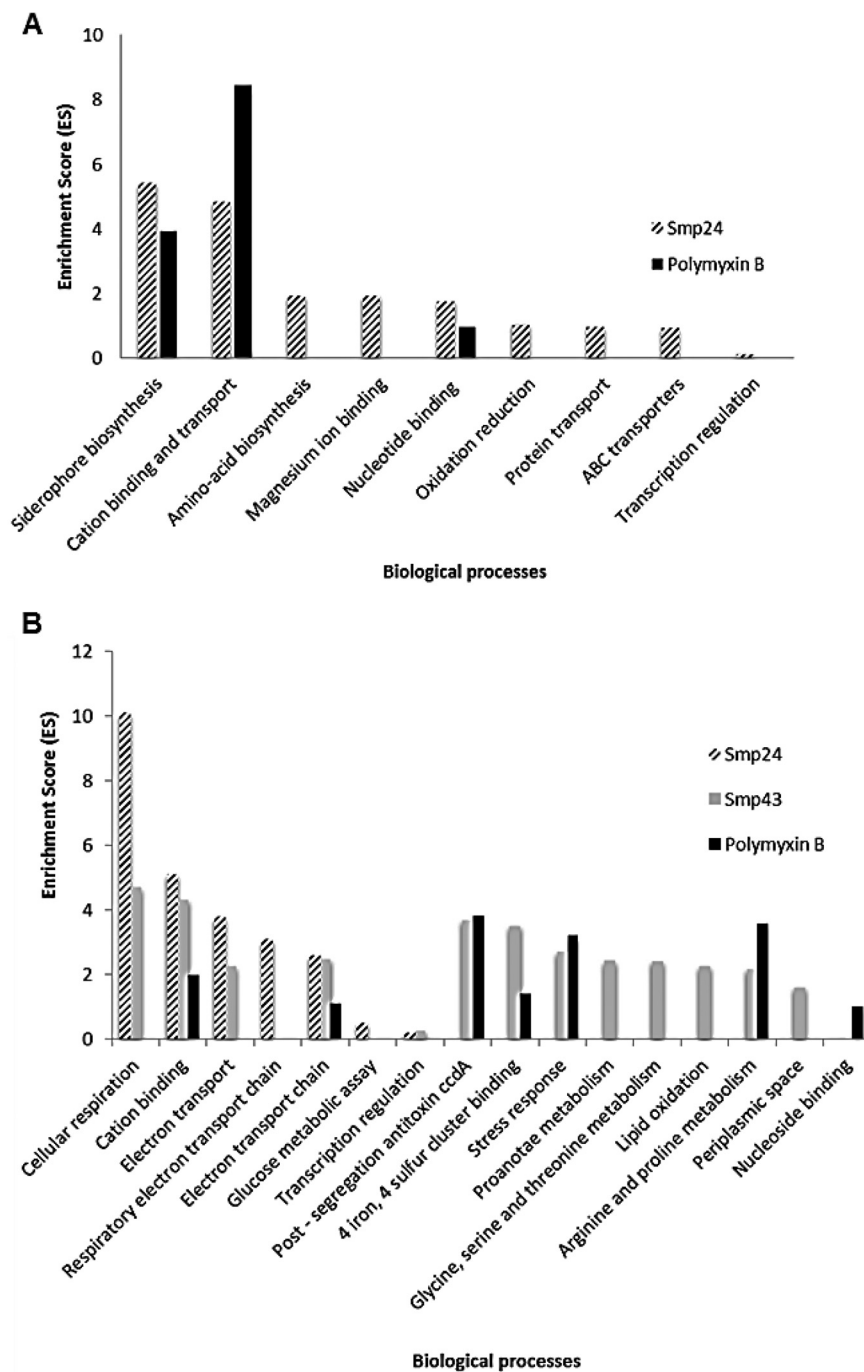 A
10
8
6
4
2
0
Enrichment Score (ES)
Smp24
Polymyxin B
Siderophore biosynthesis
Cation binding and transport
Amino-acid biosynthesis
Magnesium ion binding
Nucleotide binding
Oxidation reduction
Protein transport
ABC transporters
Transcription regulation
Biological processes
B
12
10
8
6
4
2
0
Enrichment Score (ES)
Smp24
Smp43
Polymyxin B
Cellular respiration
Cation binding
Electron transport
Respiratory electron transport chain
Electron transport chain
Glucose metabolic assay
Transcription regulation
Post - segregation antitoxin ccdA
4 iron, 4 sulfur cluster binding
Stress response
Proanotae metabolism
Glycine, serine and threonine metabolism
Lipid oxidation
Arginine and proline metabolism
Periplasmic space
Nucleoside binding
Biological processes